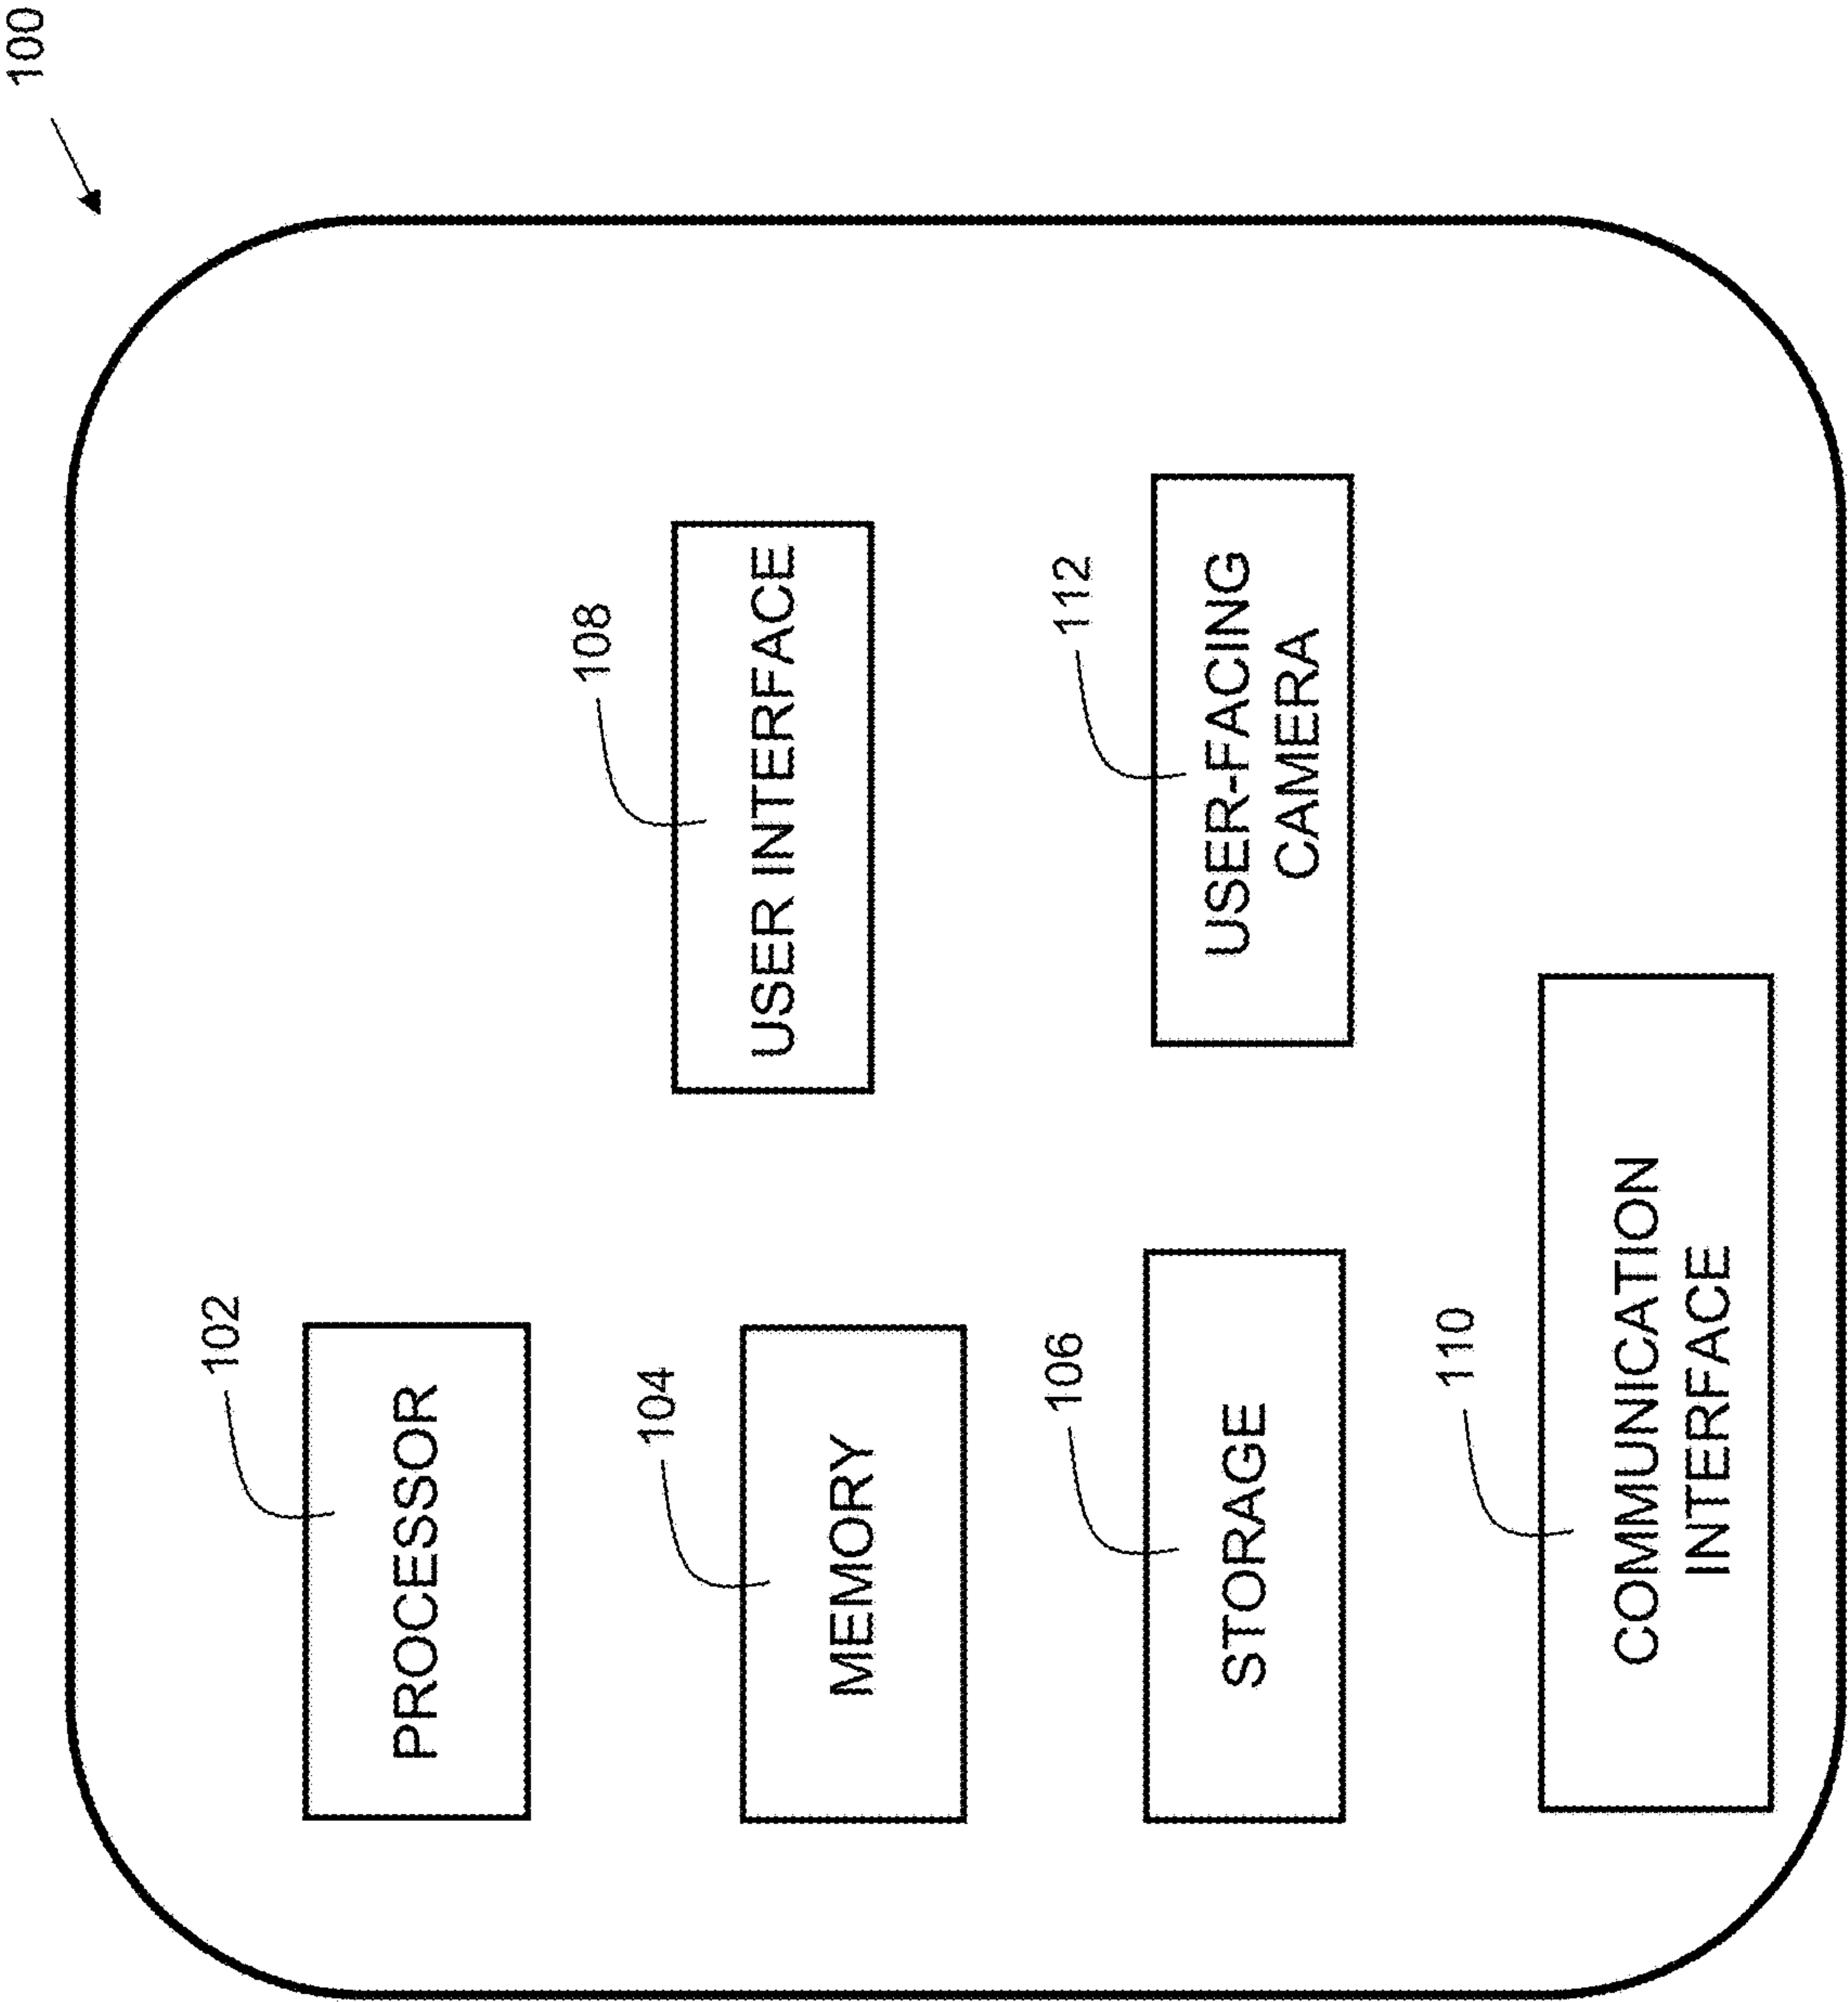 100
102
PROCESSOR
104
MEMORY
106
STORAGE
110
COMMUNICATION
INTERFACE
108
USER INTERFACE
112
USER-FACING
CAMERA